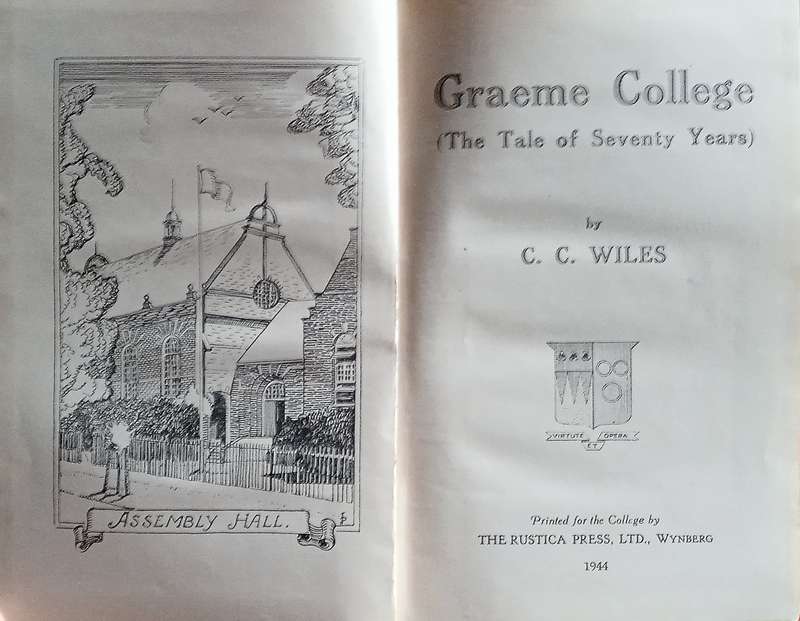 ASSEMBLY HALL.
Graeme College
(The Tale of Seventy Years)
by
C. C. WILES
VIRTUTE OPERA
ET
Printed for the College by
THE RUSTICA PRESS, LTD., WYNBERG
1944